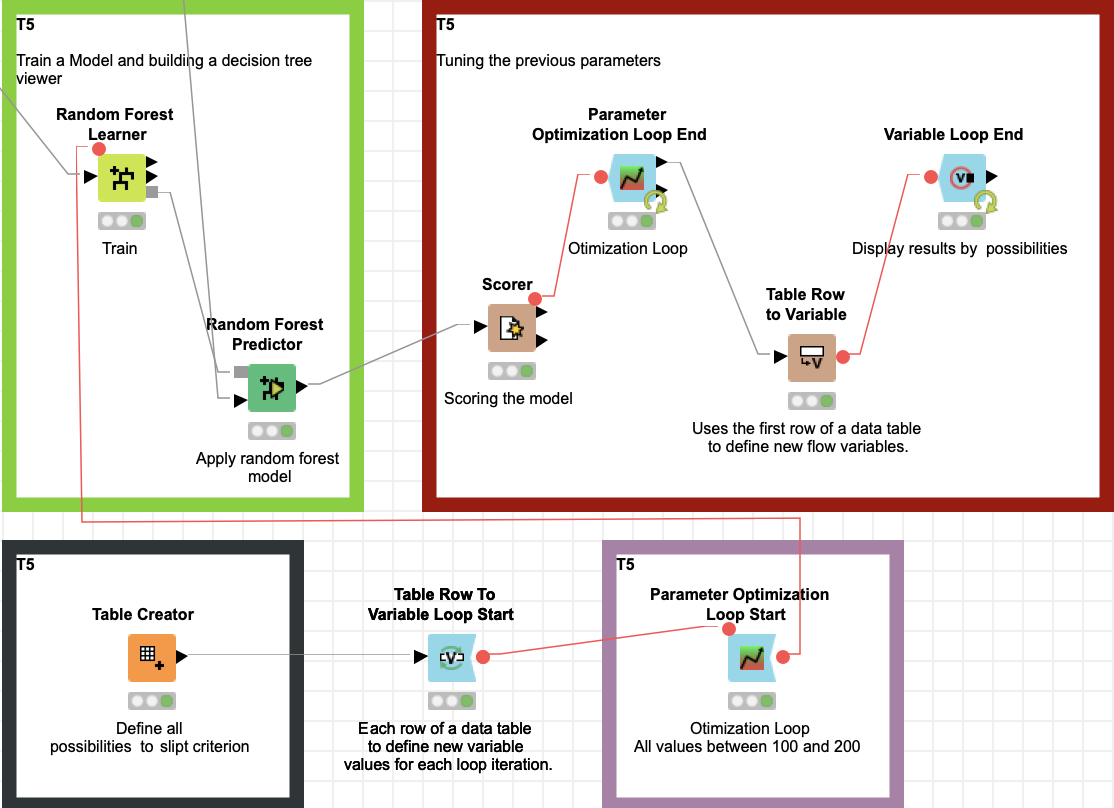 T5
Train a Model and building a decision tree
viewer
Random Forest
Learner
Train
Random Forest
Predictor
Apply random forest
model
T5
Tuning the previous parameters
Parameter
Optimization Loop End
Otimization Loop
Variable Loop End
V
Display results by possibilities
Scorer
Scoring the model
Table Row
to Variable
V
Uses the first row of a data table
to define new flow variables.
T5
Table Creator
Define all
possibilities to slipt criterion
Table Row To
Variable Loop Start
V
Each row of a data table
to define new variable
values for each loop iteration.
T5
Parameter Optimization
Loop Start
Otimization Loop
All values between 100 and 200